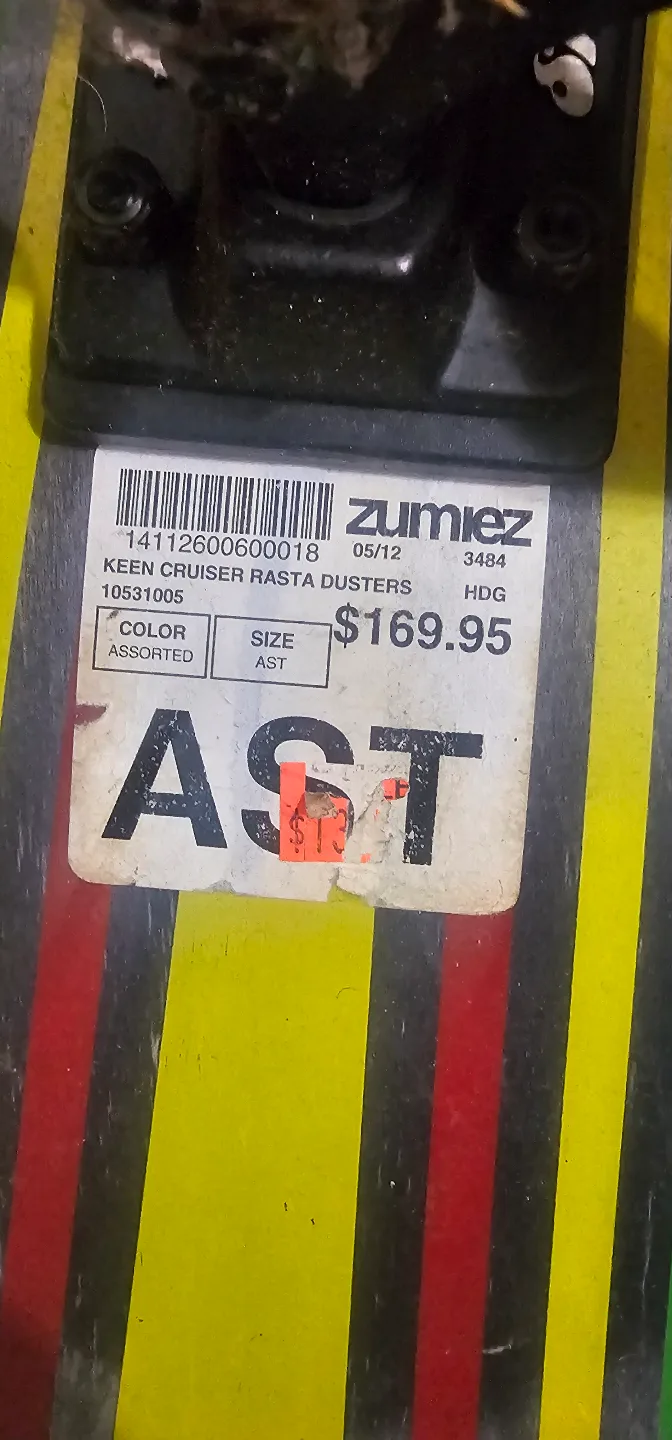 zumiez
14112600600018 05/12 3484
KEEN CRUISER RASTA DUSTERS HDG
10531005
$169.95
COLOR
ASSORTED
SIZE
AST
AST